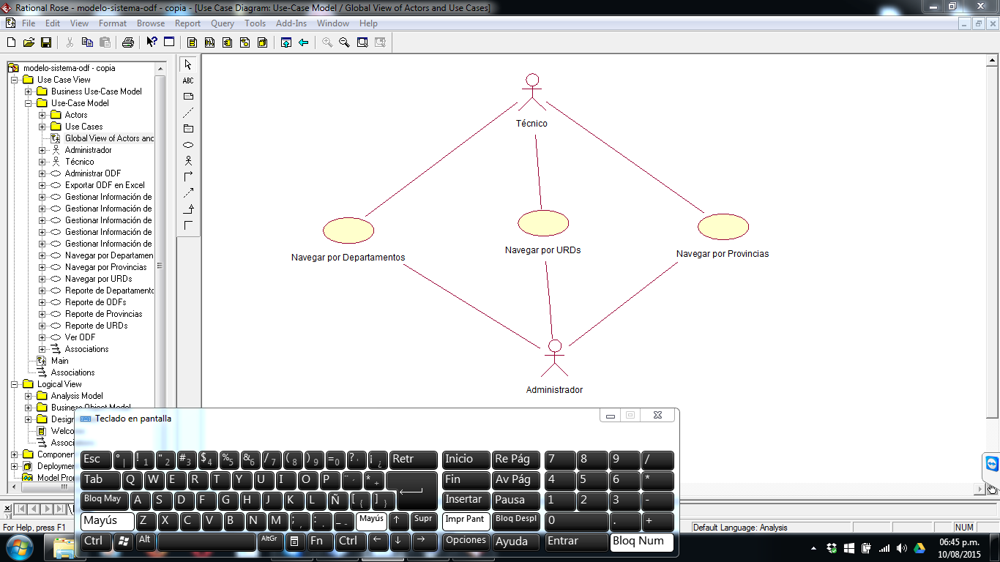 Rational Rose - modelo-sistema-odf - copia - [Use Case Diagram: Use-Case Model / Global View of Actors and Use Cases]
File Edit View Format Browse Report Query Tools Add-Ins Window Help
ABC
modelo-sistema-odf - copia
Use Case View
Business Use-Case Model
Use-Case Model
Actors
Use Cases
Global View of Actors and
Administrador
Técnico
Administrar ODF
Exportar ODF en Excel
Gestionar Información de
Gestionar Información de
Gestionar Información de
Gestionar Información de
Gestionar Información de
Navegar por Departamen
Navegar por Provincias
Navegar por URDs
Reporte de Departamento
Reporte de ODFs
Reporte de Provincias
Reporte de URDs
Ver ODF
Associations
Main
Associations
Logical View
Analysis Model
Business Object Model
Design
Welco
Assoc
Componen
Deployme
Model Prop
Técnico
Navegar por Departamentos
Navegar por URDs
Navegar por Provincias
Administrador
Teclado en pantalla
Esc ° | ! 1 " 2 # 3 $ 4 % 5 & 6 / 7 ( 8 ) 9 = 0 ? ' ¡ ¿ Retr Inicio Re Pág 7 8 9 /
Tab Q W E R T Y U I O P ¨ ´ * + Fin Av Pág 4 5 6 *
Bloq May A S D F G H J K L Ñ [ { ] } Insertar Pausa 1 2 3 -
Mayús Z X C V B N M ; , : . _ - Mayús ↑ Supr Impr Pant Bloq Despl 0 . +
Ctrl Alt AltGr Fn Ctrl ← ↓ → Opciones Ayuda Entrar Bloq Num
For Help, press F1
Default Language: Analysis
NUM
06:45 p.m.
10/08/2015